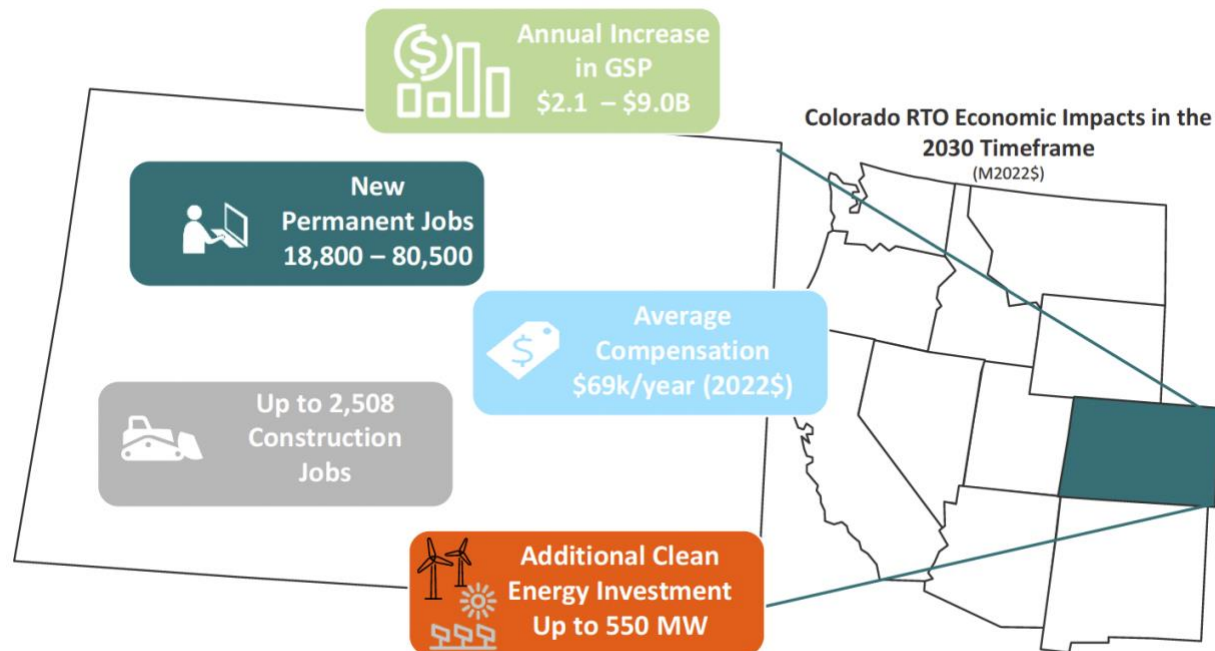 Annual Increase
in GSP
$2.1 – $9.0B
Colorado RTO Economic Impacts in the
2030 Timeframe
(M2022$)
New
Permanent Jobs
18,800 – 80,500
Average
Compensation
$69k/year (2022$)
Up to 2,508
Construction
Jobs
Additional Clean
Energy Investment
Up to 550 MW